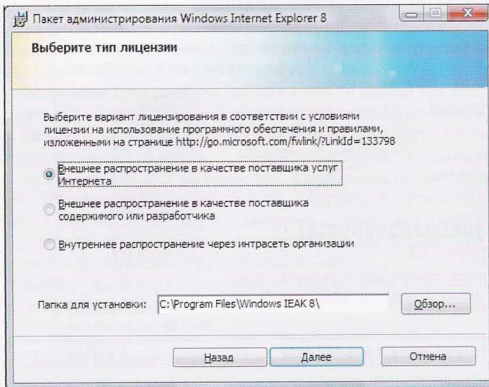 Пакет администрирования Windows Internet Explorer 8
Выберите тип лицензии
Выберите вариант лицензирования в соответствии с условиями
лицензии на использование программного обеспечения и правилами,
изложенными на странице http://go.microsoft.com/fwlink/?LinkId=133798
Внешнее распространение в качестве поставщика услуг
Интернета
Внешнее распространение в качестве поставщика
содержимого или разработчика
Внутреннее распространение через интрасеть организации
Папка для установки: C:\Program Files\Windows IEAK 8\ Обзор...
Назад Далее Отмена